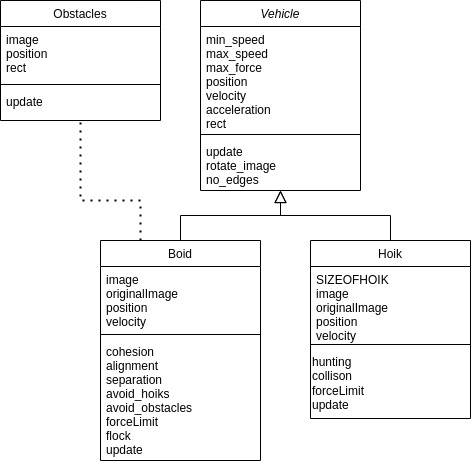 Obstacles
image
position
rect
update
Vehicle
min_speed
max_speed
max_force
position
velocity
acceleration
rect
update
rotate_image
no_edges
Boid
image
originalImage
position
velocity
cohesion
alignment
separation
avoid_hoiks
avoid_obstacles
forceLimit
flock
update
Hoik
SIZEOFHOIK
image
originalImage
position
velocity
hunting
collison
forceLimit
update